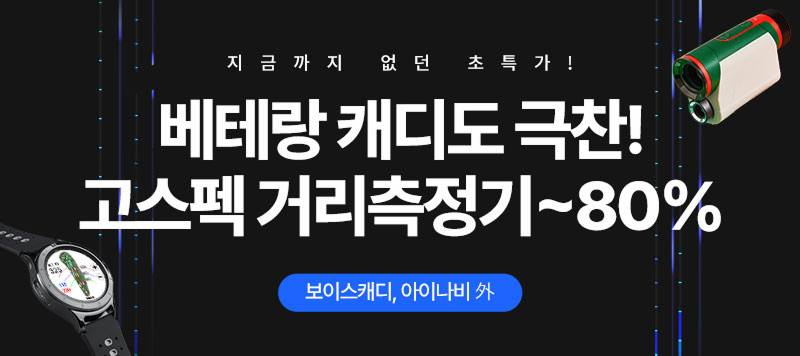 지금까지 없던 초특가!
베테랑 캐디도 극찬!
고스펙 거리측정기~80%
보이스캐디, 아이나비 外